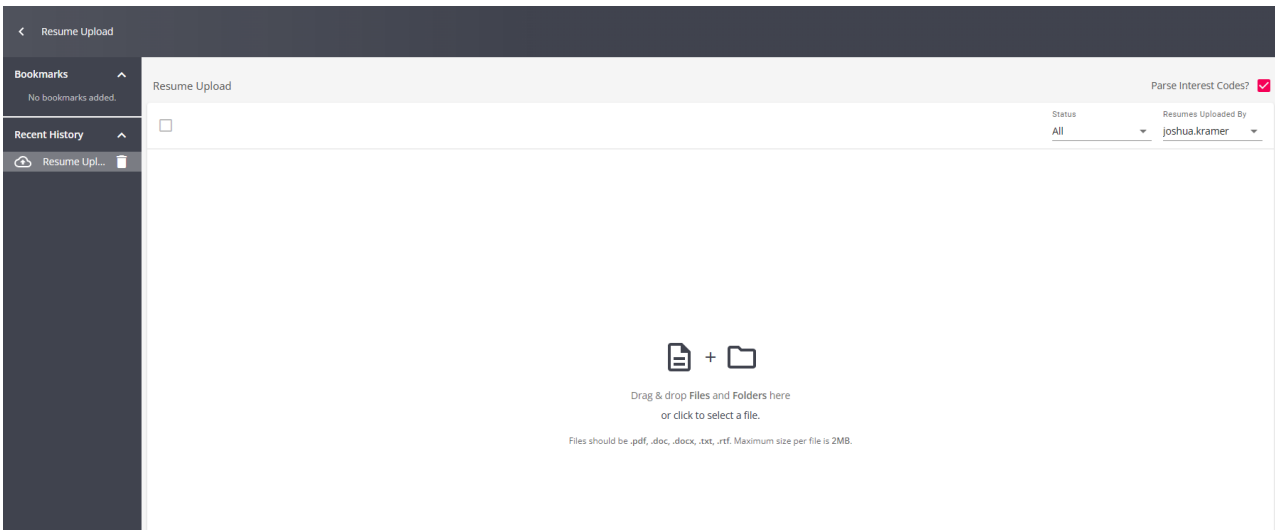 Resume Upload
Bookmarks
No bookmarks added.
Recent History
Resume Upl...
Resume Upload
Parse Interest Codes?
Status
All
Resumes Uploaded By
joshua.kramer
+
Drag & drop Files and Folders here
or click to select a file.
Files should be .pdf, .doc, .docx, .txt, .rtf. Maximum size per file is 2MB.